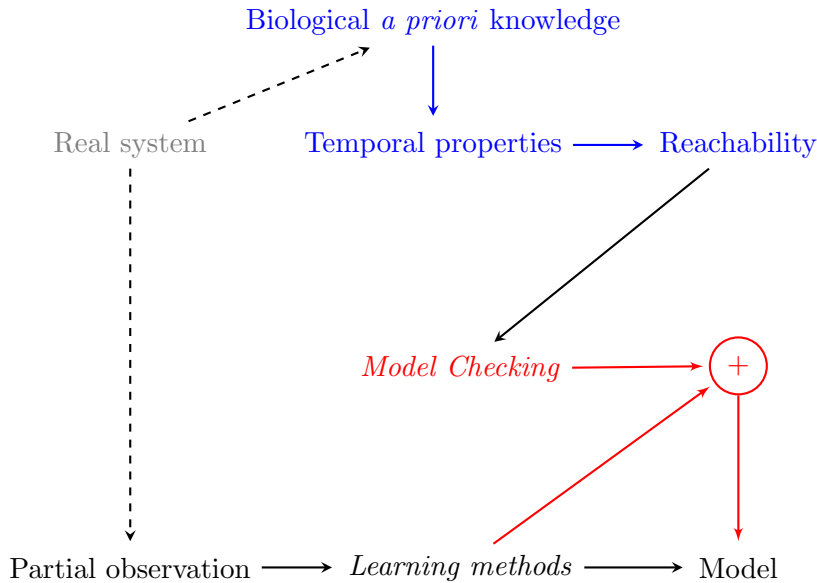 Biological a priori knowledge
Real system
Temporal properties
Reachability
Model Checking
+
Partial observation
Learning methods
Model